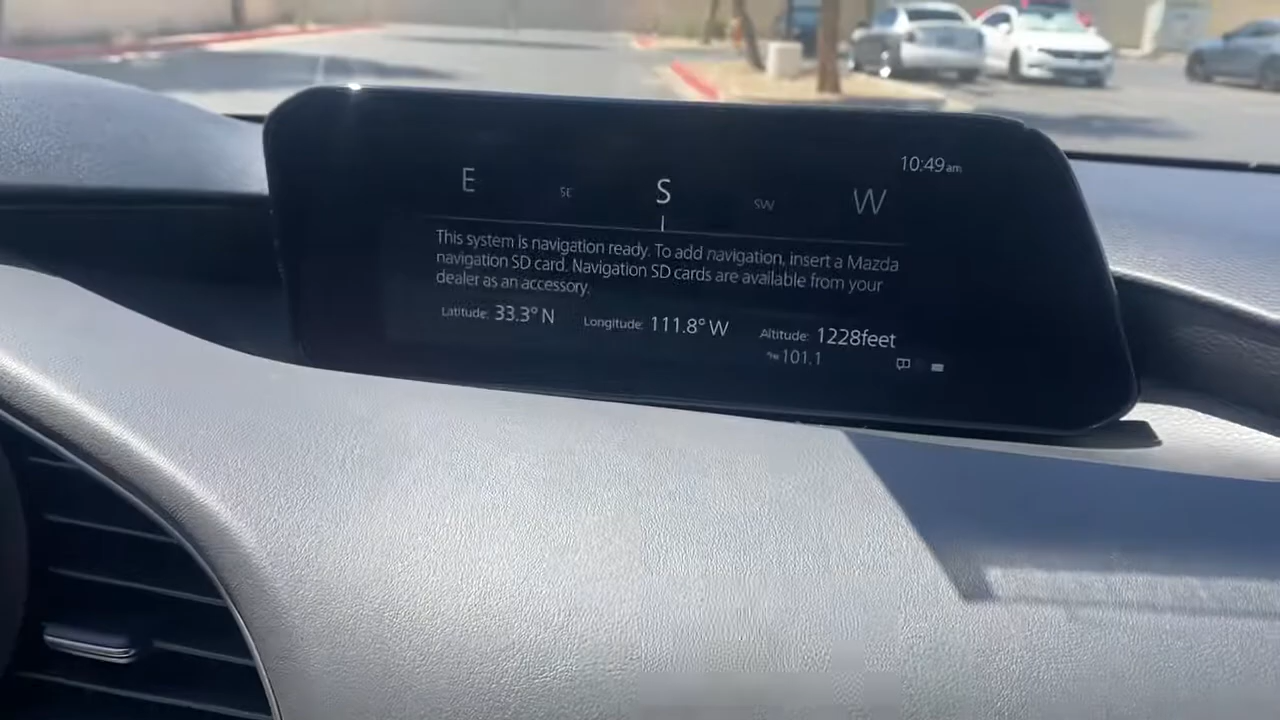 10:49am
E SE S SW W
This system is navigation ready. To add navigation, insert a Mazda
navigation SD card. Navigation SD cards are available from your
dealer as an accessory.
Latitude: 33.3° N Longitude: 111.8° W Altitude: 1228feet
101.1